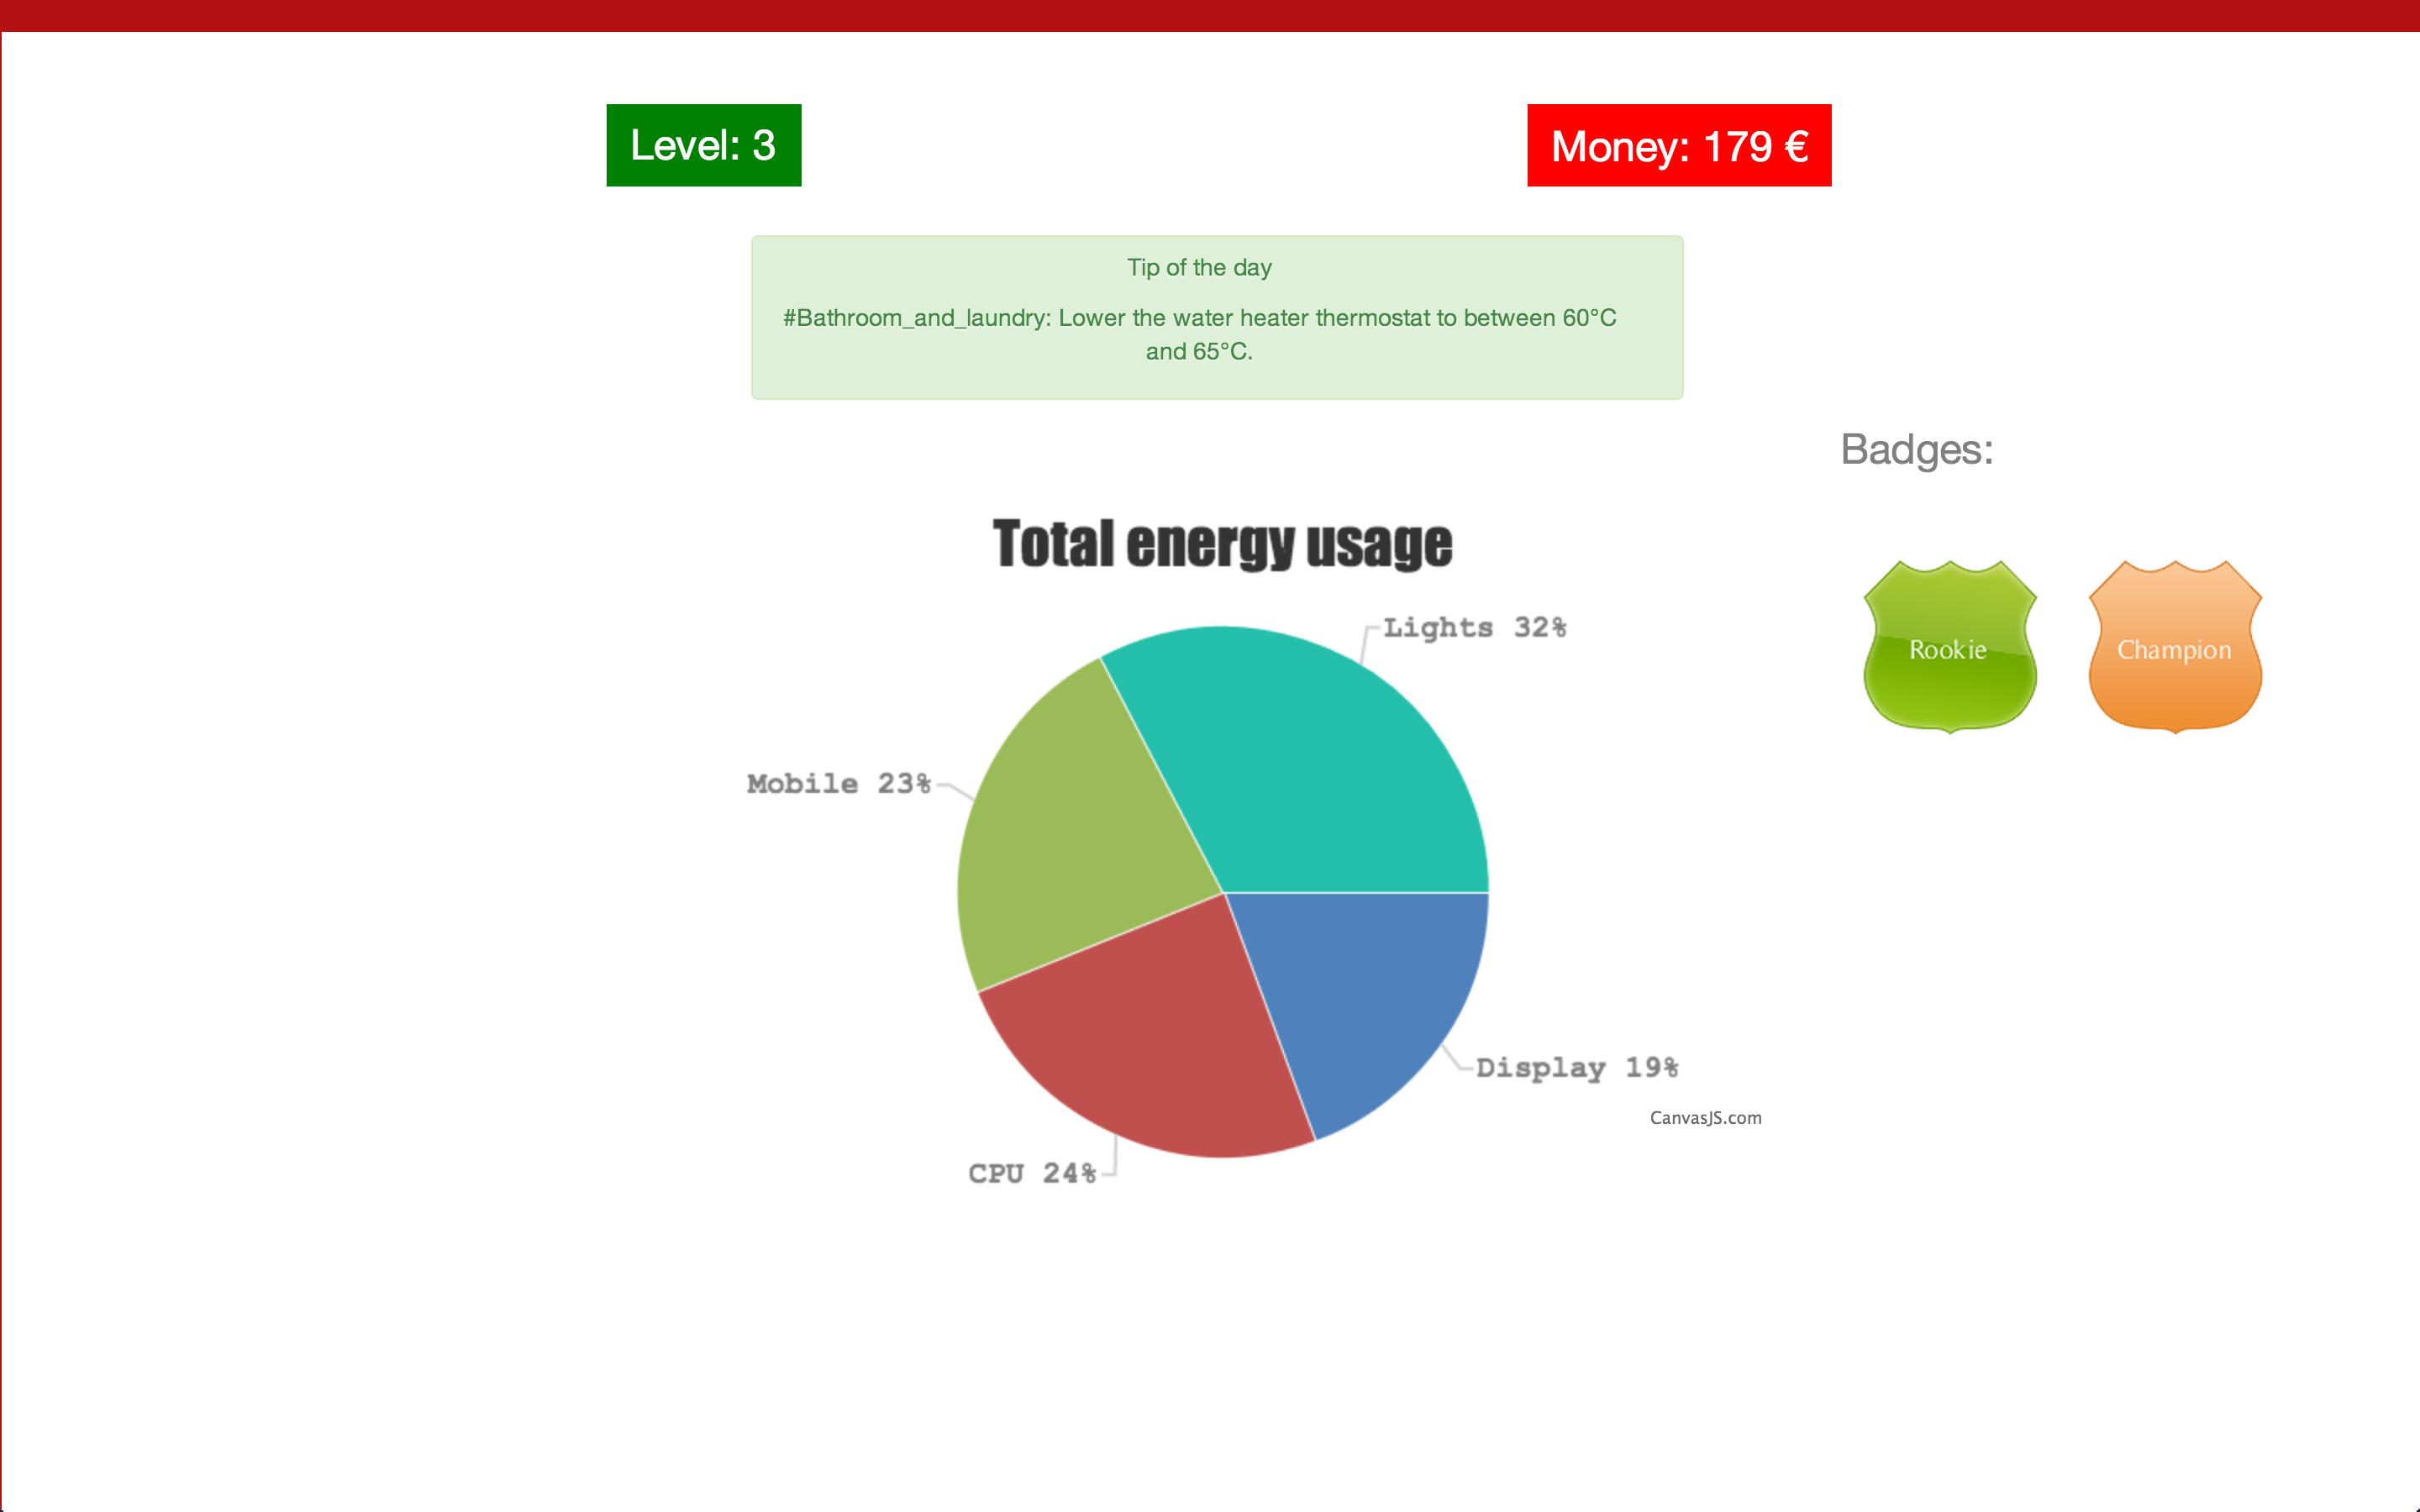 Level: 3
Money: 179 €
Tip of the day
#Bathroom_and_laundry: Lower the water heater thermostat to between 60°C
and 65°C.
Badges:
Total energy usage
Lights 32%
Rookie
Champion
Mobile 23%
Display 19%
CanvasJS.com
CPU 24%